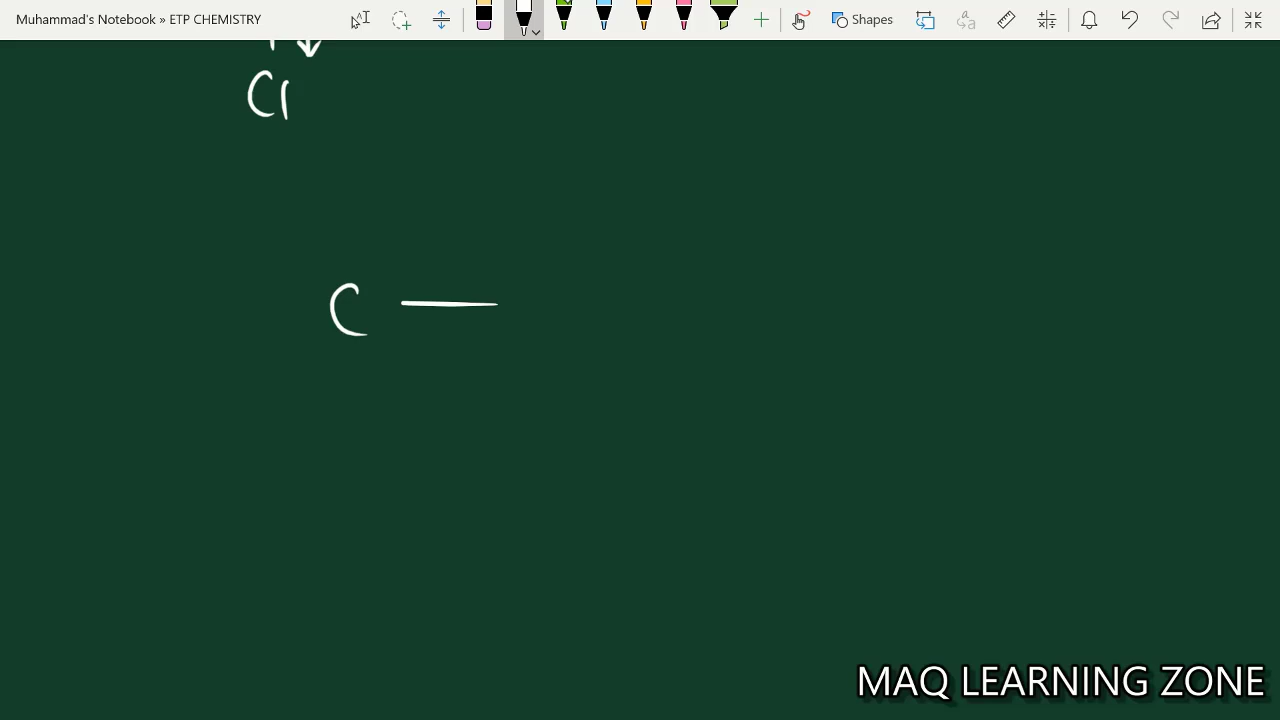 Muhammad's Notebook » ETP CHEMISTRY
Shapes
Cl
C —
MAQ LEARNING ZONE